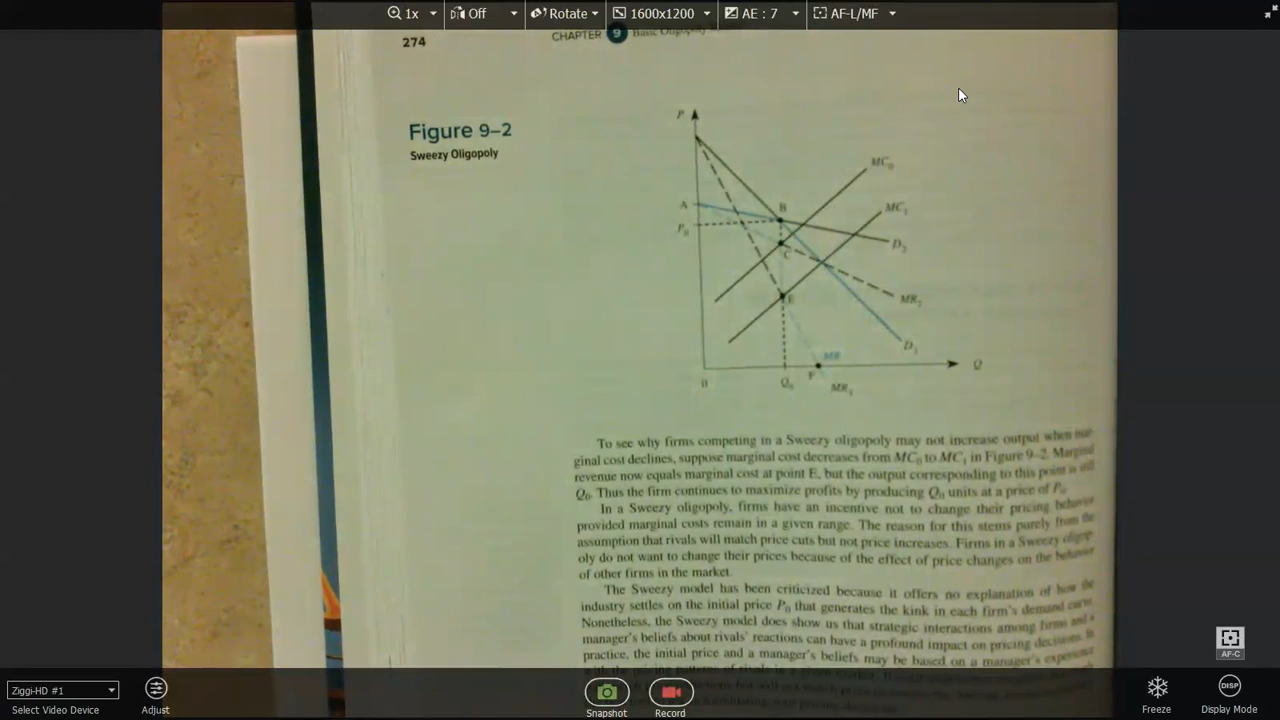 1x
Off
Rotate
1600x1200
AE : 7
AF-L/MF
274
CHAPTER 9 Basic Oligopoly
Figure 9–2
Sweezy Oligopoly
P
MC0
A
B
MC1
P0
D2
C
E
MR2
D1
MR
Q
0
Q0
F
MR1
To see why firms competing in a Sweezy oligopoly may not increase output when mar-
ginal cost declines, suppose marginal cost decreases from MC0 to MC1 in Figure 9–2. Marginal
revenue now equals marginal cost at point E, but the output corresponding to this point is still
Q0. Thus the firm continues to maximize profits by producing Q0 units at a price of P0.
In a Sweezy oligopoly, firms have an incentive not to change their pricing behavior
provided marginal costs remain in a given range. The reason for this stems purely from the
assumption that rivals will match price cuts but not price increases. Firms in a Sweezy oligop-
oly do not want to change their prices because of the effect of price changes on the behavior
of other firms in the market.
The Sweezy model has been criticized because it offers no explanation of how the
industry settles on the initial price P0 that generates the kink in each firm's demand curve.
Nonetheless, the Sweezy model does show us that strategic interactions among firms and a
manager's beliefs about rivals' reactions can have a profound impact on pricing decisions. In
practice, the initial price and a manager's beliefs may be based on a manager's experience
AF-C
Ziggi-HD #1
Select Video Device
Adjust
Snapshot
Record
Freeze
DISP
Display Mode